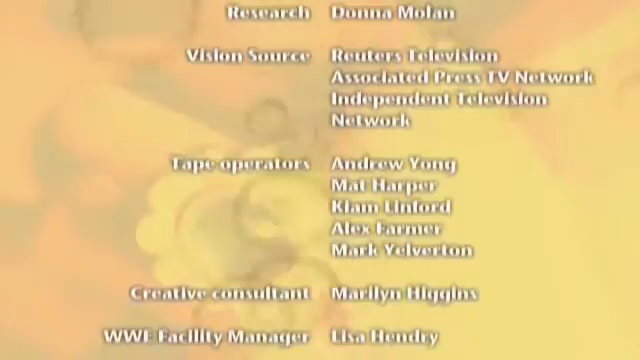 Research Donna Molan
Vision Source Reuters Television
Associated Press TV Network
Independent Television
Network
Tape operators Andrew Yong
Mat Harper
Kiam Linford
Alex Farmer
Mark Yelverton
Creative consultant Marilyn Higgins
WWE Facility Manager Lisa Hendry